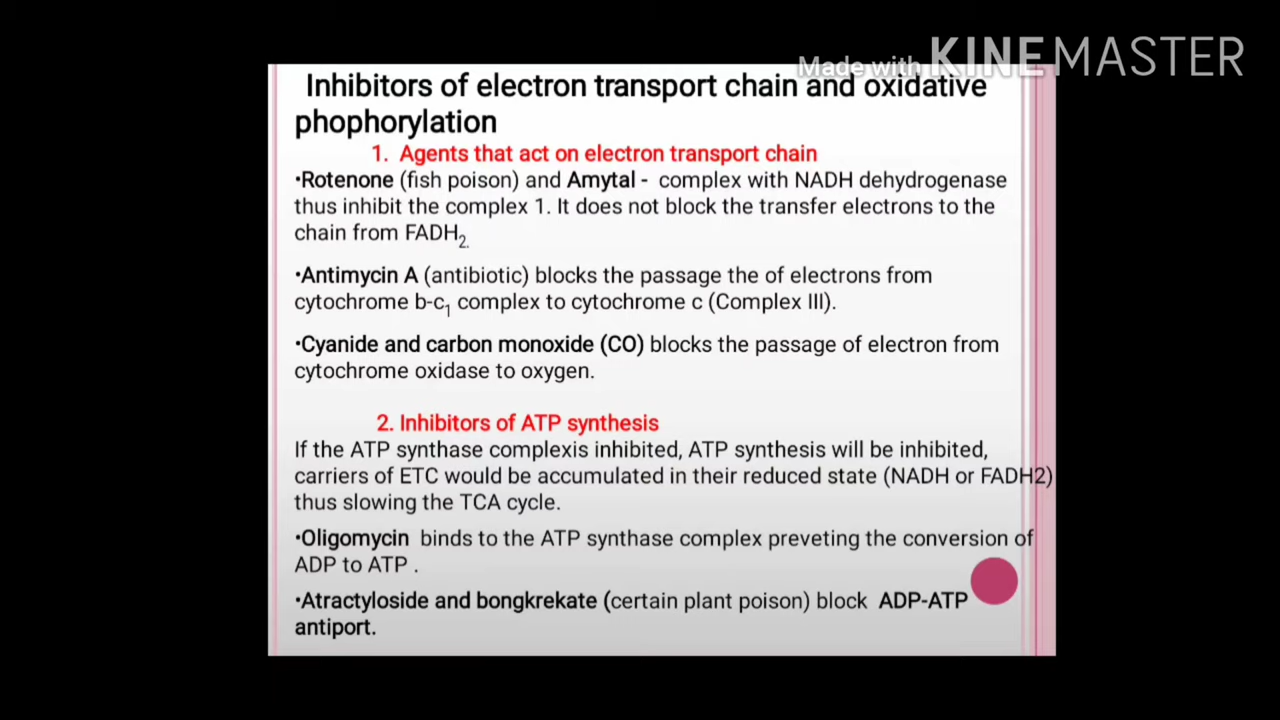 Made with KINEMASTER
Inhibitors of electron transport chain and oxidative
phophorylation
1. Agents that act on electron transport chain
•Rotenone (fish poison) and Amytal - complex with NADH dehydrogenase
thus inhibit the complex 1. It does not block the transfer electrons to the
chain from FADH₂.
•Antimycin A (antibiotic) blocks the passage the of electrons from
cytochrome b-c₁ complex to cytochrome c (Complex III).
•Cyanide and carbon monoxide (CO) blocks the passage of electron from
cytochrome oxidase to oxygen.
2. Inhibitors of ATP synthesis
If the ATP synthase complexis inhibited, ATP synthesis will be inhibited,
carriers of ETC would be accumulated in their reduced state (NADH or FADH2)
thus slowing the TCA cycle.
•Oligomycin binds to the ATP synthase complex preveting the conversion of
ADP to ATP .
•Atractyloside and bongkrekate (certain plant poison) block ADP-ATP
antiport.